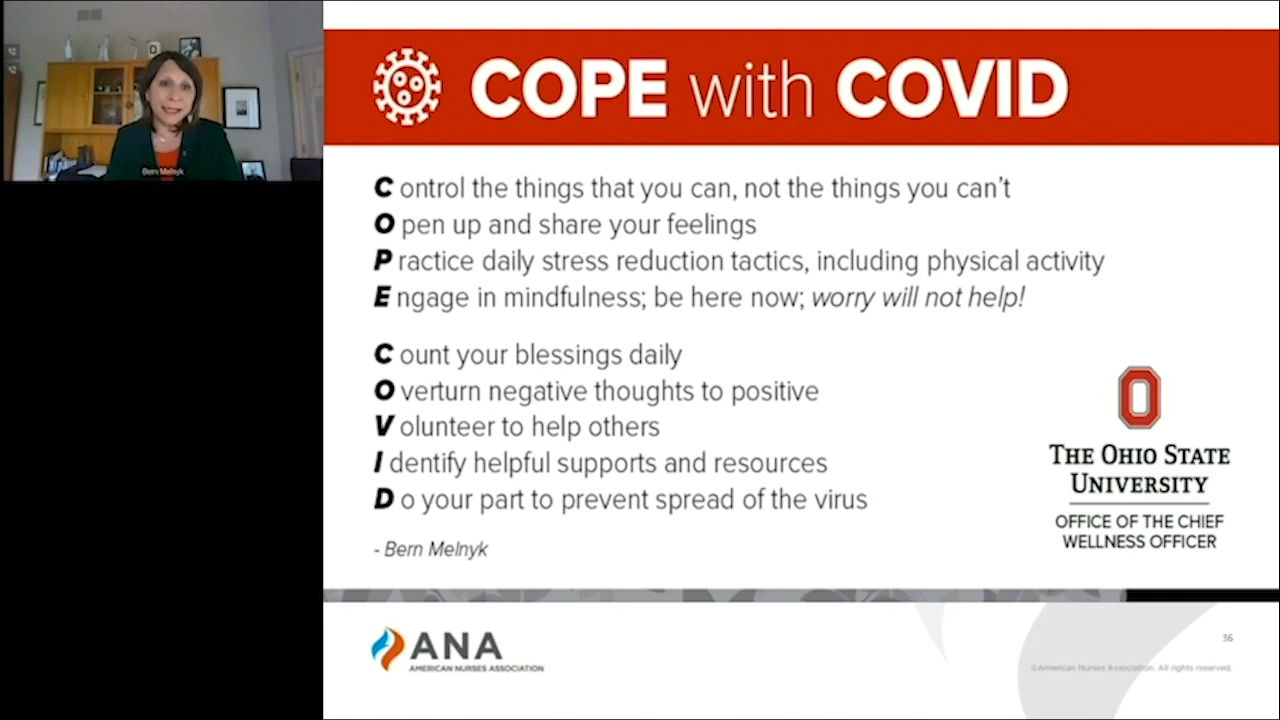 Bern Melnyk
COPE with COVID
Control the things that you can, not the things you can't
Open up and share your feelings
Practice daily stress reduction tactics, including physical activity
Engage in mindfulness; be here now; worry will not help!
Count your blessings daily
Overturn negative thoughts to positive
Volunteer to help others
Identify helpful supports and resources
Do your part to prevent spread of the virus
- Bern Melnyk
THE OHIO STATE
UNIVERSITY
OFFICE OF THE CHIEF
WELLNESS OFFICER
ANA
AMERICAN NURSES ASSOCIATION
36
©American Nurses Association. All rights reserved.